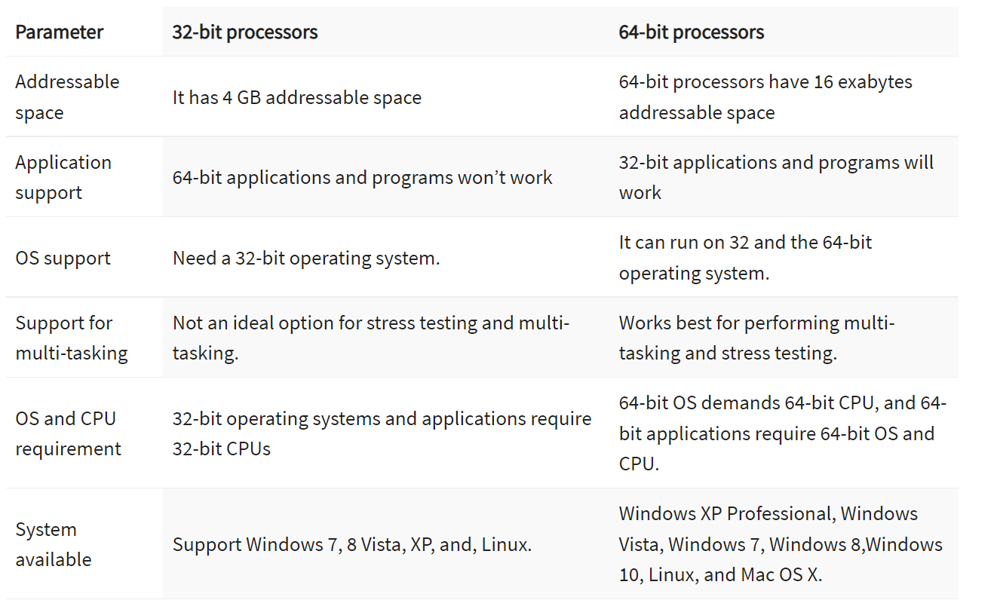 Parameter
32-bit processors
64-bit processors
Addressable
space
It has 4 GB addressable space
64-bit processors have 16 exabytes
addressable space
Application
support
64-bit applications and programs won’t work
32-bit applications and programs will
work
OS support
Need a 32-bit operating system.
It can run on 32 and the 64-bit
operating system.
Support for
multi-tasking
Not an ideal option for stress testing and multi-
tasking.
Works best for performing multi-
tasking and stress testing.
OS and CPU
requirement
32-bit operating systems and applications require
32-bit CPUs
64-bit OS demands 64-bit CPU, and 64-
bit applications require 64-bit OS and
CPU.
System
available
Support Windows 7, 8 Vista, XP, and, Linux.
Windows XP Professional, Windows
Vista, Windows 7, Windows 8,Windows
10, Linux, and Mac OS X.